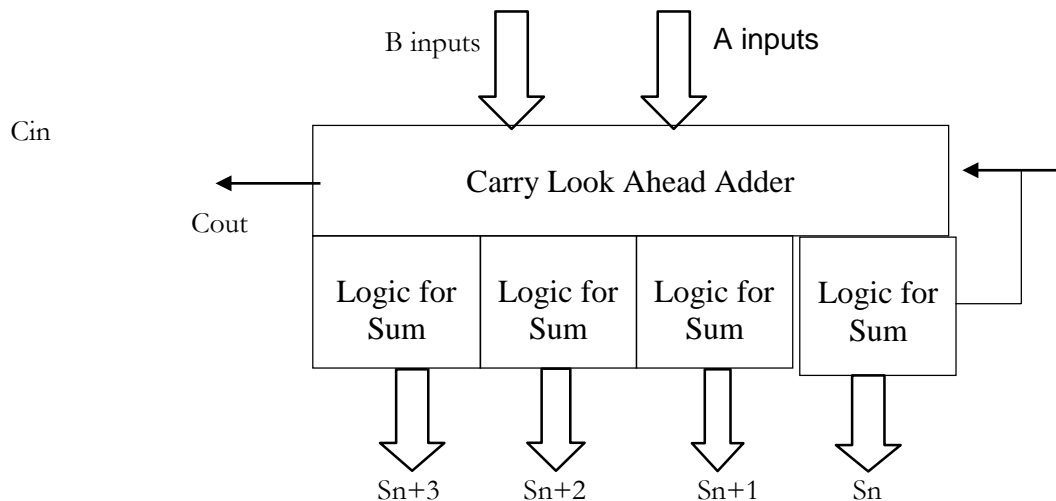 B inputs
A inputs
Cin
Carry Look Ahead Adder
Cout
Logic for
Sum
Logic for
Sum
Logic for
Sum
Logic for
Sum
Sn+3
Sn+2
Sn+1
Sn